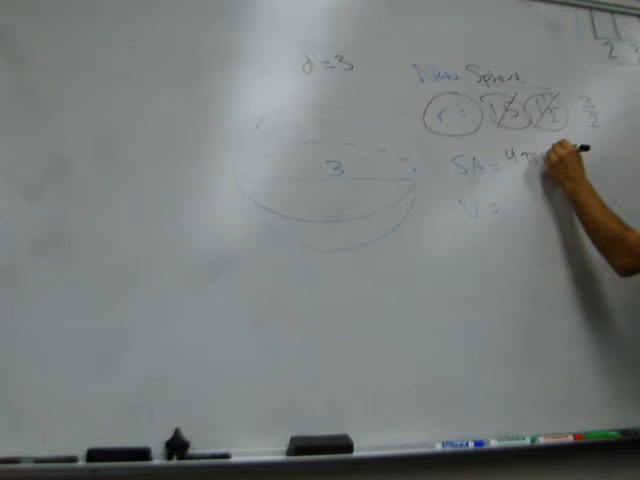 d=3
New Sphere
r =
3/2
3
SA = 4π
V =
2